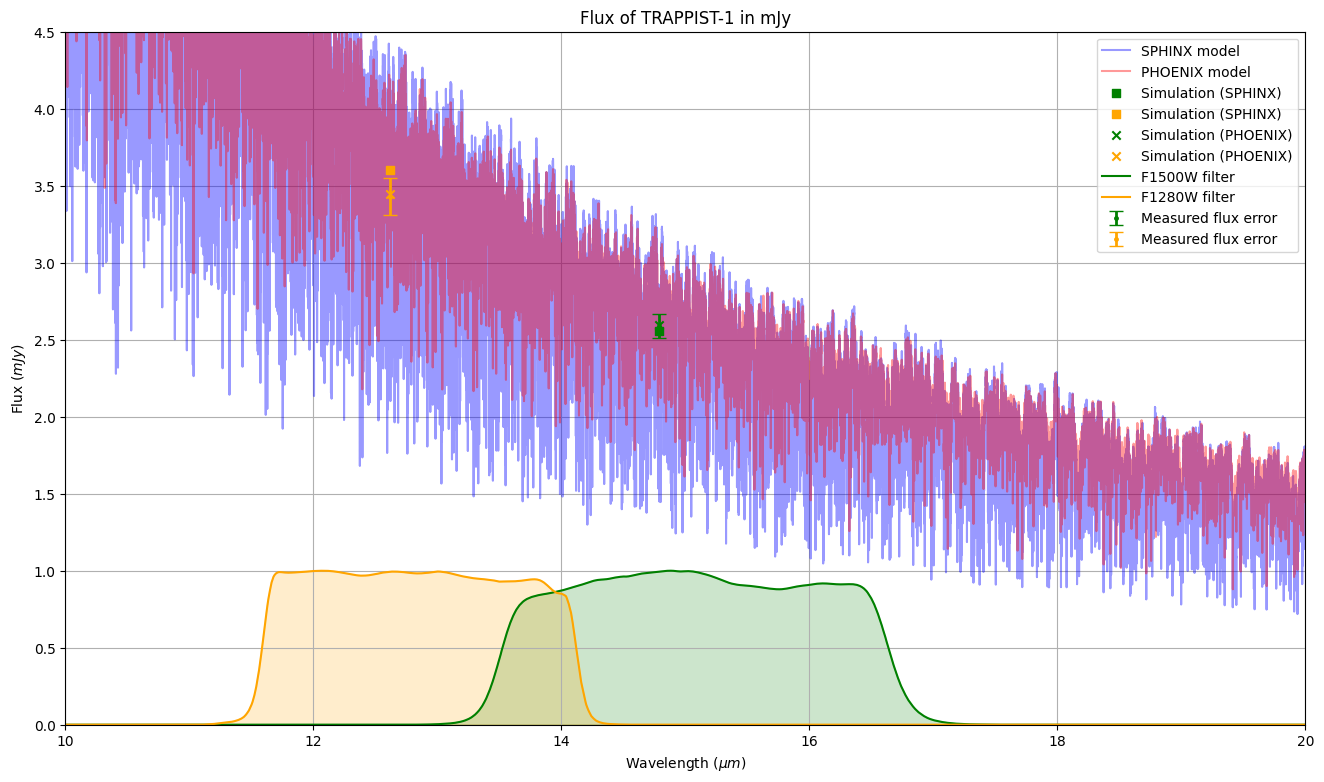 Flux of TRAPPIST-1 in mJy
4.5
4.0
3.5
3.0
2.5
2.0
1.5
1.0
0.5
0.0
Flux (mJy)
SPHINX model
PHOENIX model
Simulation (SPHINX)
Simulation (SPHINX)
Simulation (PHOENIX)
Simulation (PHOENIX)
F1500W filter
F1280W filter
Measured flux error
Measured flux error
10 12 14 16 18 20
Wavelength (μm)